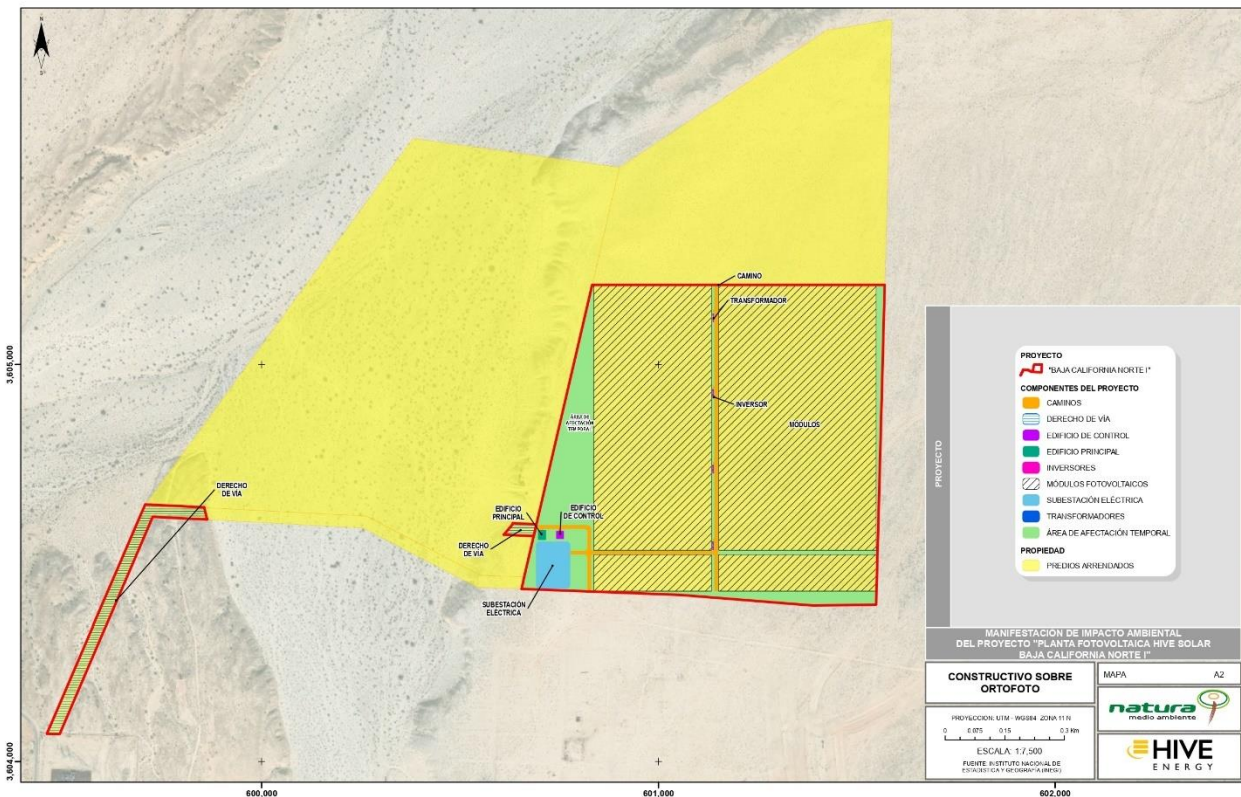 CAMINO
TRANSFORMADOR
3,605,000
INVERSOR
ÁREA DE
AFECTACIÓN
TEMPORAL
MÓDULOS
DERECHO
DE VÍA
EDIFICIO
PRINCIPAL
EDIFICIO
DE CONTROL
DERECHO
DE VÍA
SUBESTACIÓN
ELÉCTRICA
3,604,000
600,000
601,000
602,000
PROYECTO
PROYECTO
"BAJA CALIFORNIA NORTE I"
COMPONENTES DEL PROYECTO
CAMINOS
DERECHO DE VÍA
EDIFICIO DE CONTROL
EDIFICIO PRINCIPAL
INVERSORES
MÓDULOS FOTOVOLTAICOS
SUBESTACIÓN ELÉCTRICA
TRANSFORMADORES
ÁREA DE AFECTACIÓN TEMPORAL
PROPIEDAD
PREDIOS ARRENDADOS
MANIFESTACIÓN DE IMPACTO AMBIENTAL
DEL PROYECTO "PLANTA FOTOVOLTAICA HIVE SOLAR
BAJA CALIFORNIA NORTE I"
CONSTRUCTIVO SOBRE
ORTOFOTO
MAPA A2
PROYECCIÓN: UTM - WGS84 ZONA 11 N
0 0.075 0.15 0.3 Km
ESCALA: 1:7,500
FUENTE: INSTITUTO NACIONAL DE
ESTADÍSTICA Y GEOGRAFÍA (INEGI)
natura
medio ambiente
HIVE
ENERGY